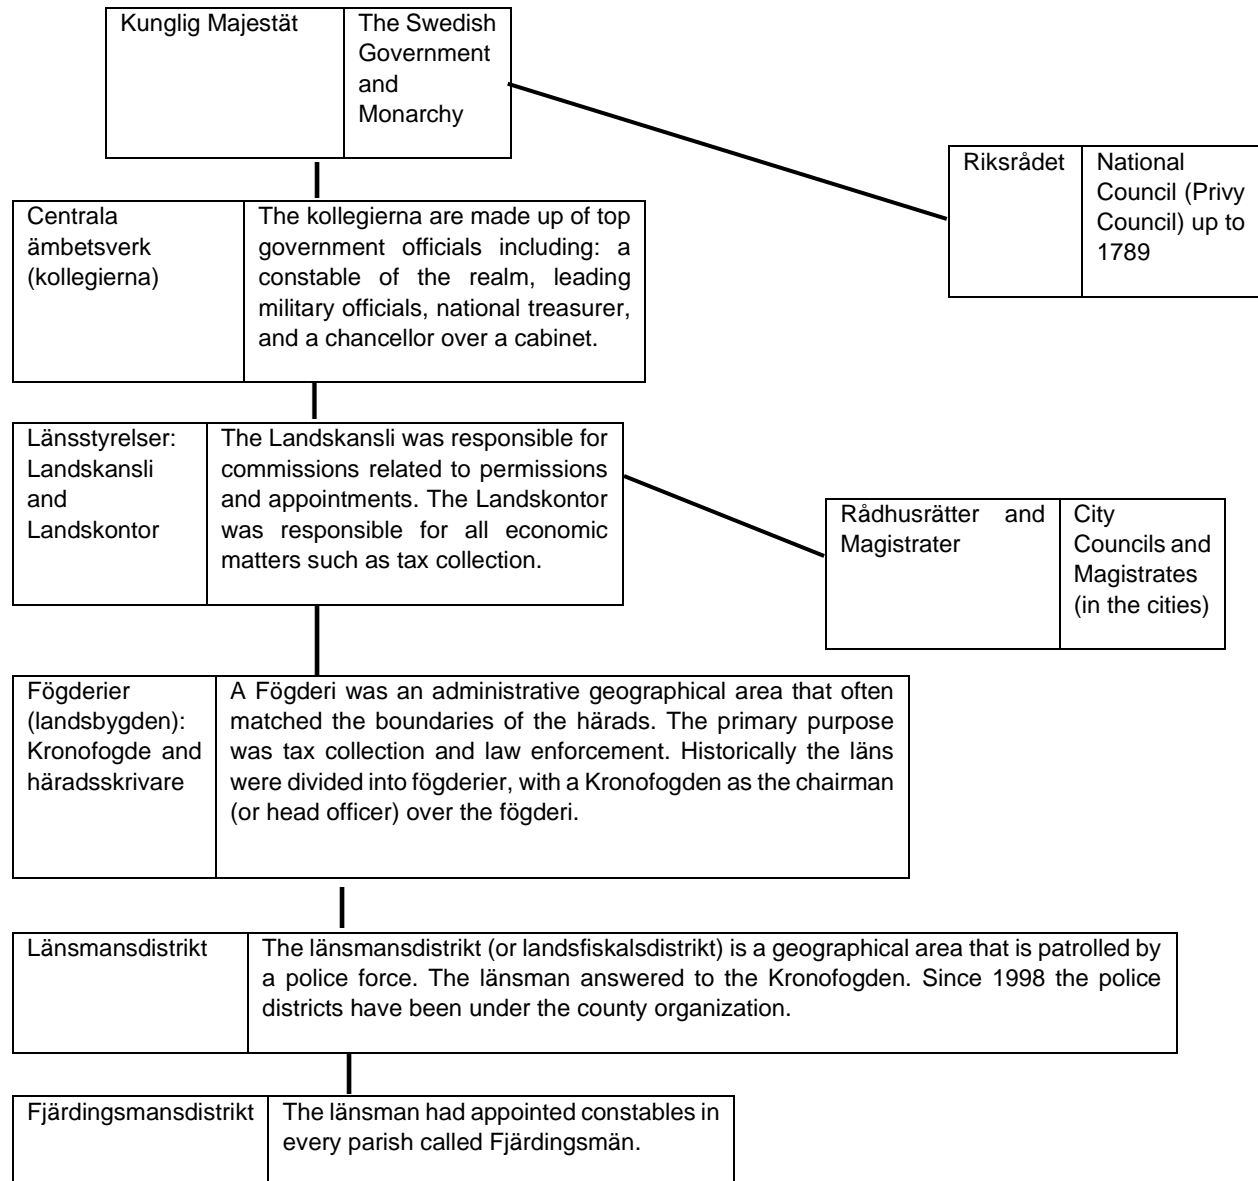 Kunglig Majestät
The Swedish
Government
and
Monarchy
Riksrådet
National
Council (Privy
Council) up to
1789
Centrala
ämbetsverk
(kollegierna)
The kollegierna are made up of top
government officials including: a
constable of the realm, leading
military officials, national treasurer,
and a chancellor over a cabinet.
Länsstyrelser:
Landskansli
and
Landskontor
The Landskansli was responsible for
commissions related to permissions
and appointments. The Landskontor
was responsible for all economic
matters such as tax collection.
Rådhusrätter and
Magistrater
City
Councils and
Magistrates
(in the cities)
Fögderier
(landsbygden):
Kronofogde and
häradsskrivare
A Fögderi was an administrative geographical area that often
matched the boundaries of the härads. The primary purpose
was tax collection and law enforcement. Historically the läns
were divided into fögderier, with a Kronofogden as the chairman
(or head officer) over the fögderi.
Länsmansdistrikt
The länsmansdistrikt (or landsfiskalsdistrikt) is a geographical area that is patrolled by
a police force. The länsman answered to the Kronofogden. Since 1998 the police
districts have been under the county organization.
Fjärdingsmansdistrikt
The länsman had appointed constables in
every parish called Fjärdingsmän.